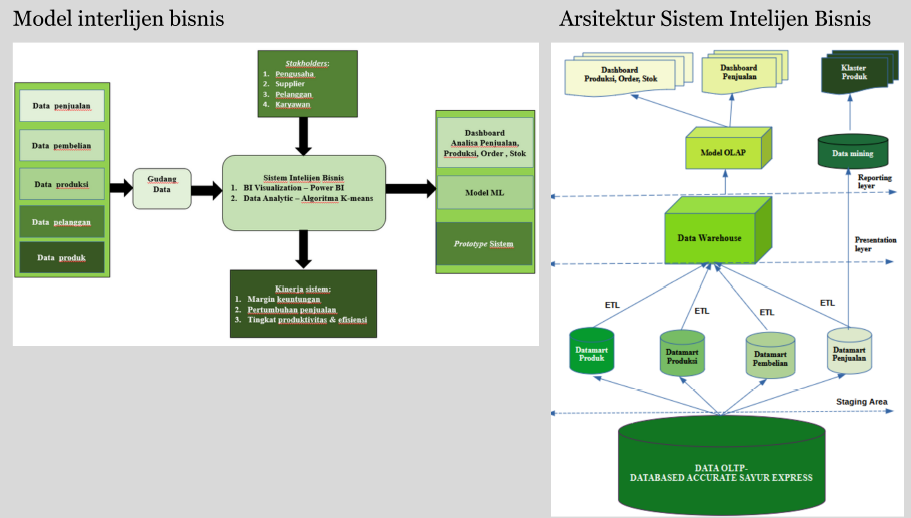 Model interlijen bisnis
Data penjualan
Data pembelian
Data produksi
Data pelanggan
Data produk
Gudang
Data
Stakholders:
1. Pengusaha
2. Supplier
3. Pelanggan
4. Karyawan
Sistem Intelijen Bisnis
1. BI Visualization – Power BI
2. Data Analytic – Algoritma K-means
Kinerja sistem:
1. Margin keuntungan
2. Pertumbuhan penjualan
3. Tingkat produktivitas & efisiensi
Dashboard
Analisa Penjualan,
Produksi, Order , Stok
Model ML
Prototype Sistem
Arsitektur Sistem Intelijen Bisnis
Dashboard
Produksi, Order, Stok
Dashboard
Penjualan
Klaster
Produk
Model OLAP
Data mining
Reporting
leyer
Data Warehouse
Presentation
leyer
ETL
ETL
ETL
ETL
Datamart
Produk
Datamart
Produksi
Datamart
Pembelian
Datamart
Penjualan
Staging Area
DATA OLTP-
DATABASED ACCURATE SAYUR EXPRESS